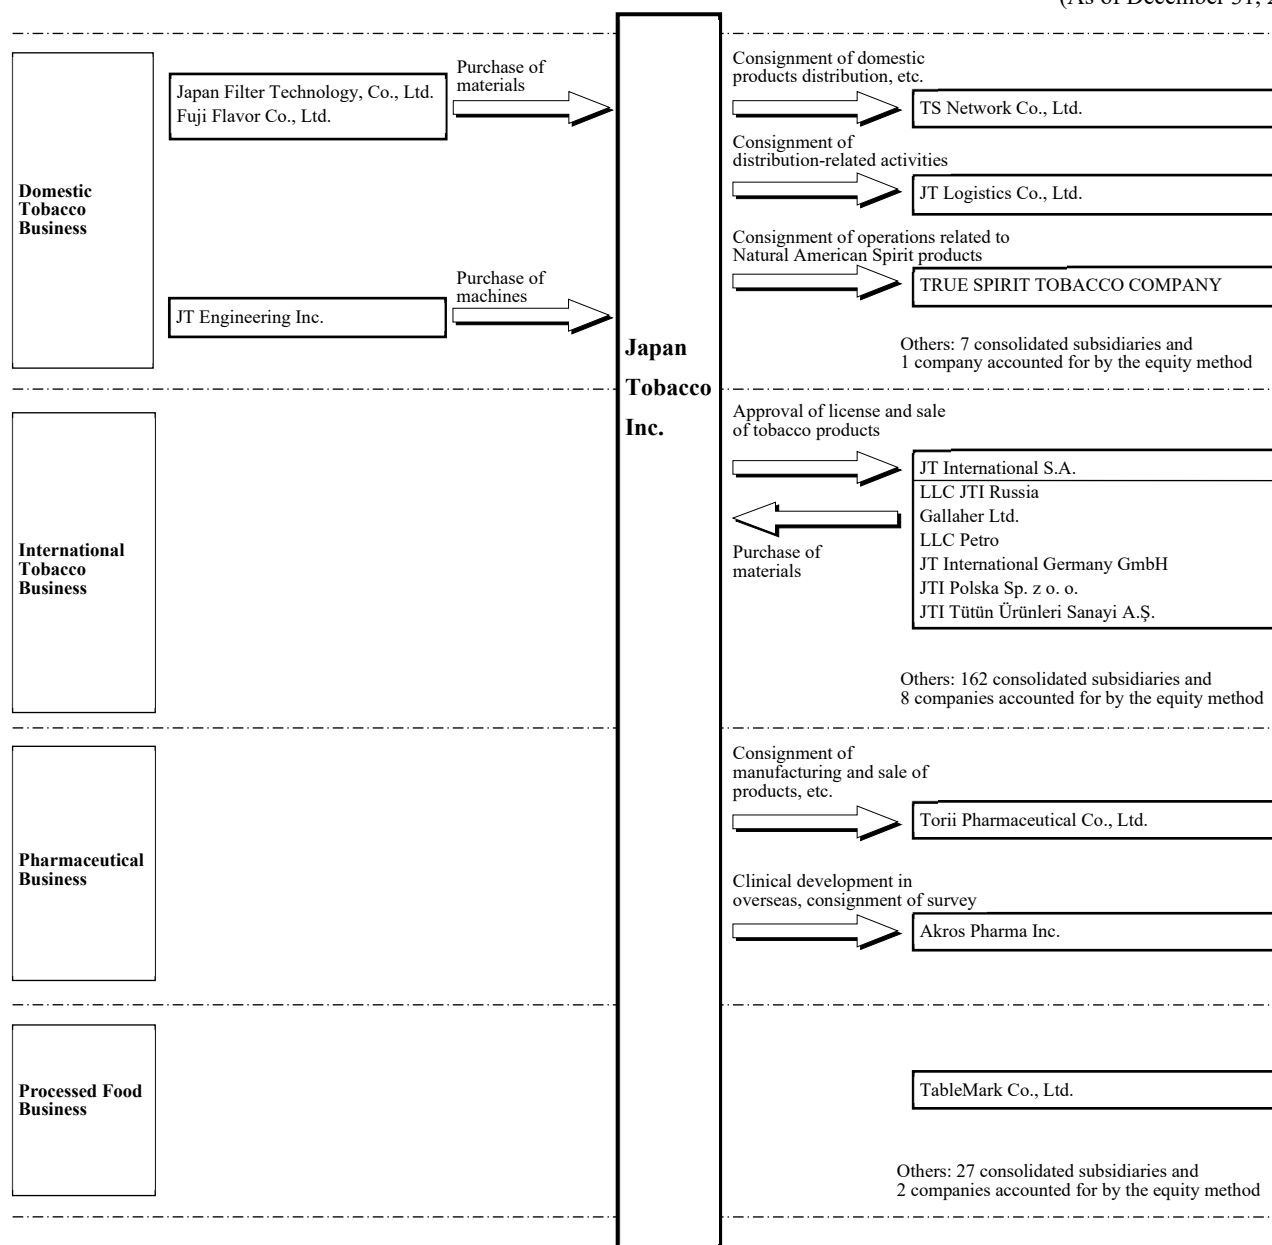 (As of December 31, 2
Domestic
Tobacco
Business
Japan Filter Technology, Co., Ltd.
Fuji Flavor Co., Ltd.
Purchase of
materials
JT Engineering Inc.
Purchase of
machines
Japan
Tobacco
Inc.
Consignment of domestic
products distribution, etc.
TS Network Co., Ltd.
Consignment of
distribution-related activities
JT Logistics Co., Ltd.
Consignment of operations related to
Natural American Spirit products
TRUE SPIRIT TOBACCO COMPANY
Others: 7 consolidated subsidiaries and
1 company accounted for by the equity method
International
Tobacco
Business
Approval of license and sale
of tobacco products
Purchase of
materials
JT International S.A.
LLC JTI Russia
Gallaher Ltd.
LLC Petro
JT International Germany GmbH
JTI Polska Sp. z o. o.
JTI Tütün Ürünleri Sanayi A.Ş.
Others: 162 consolidated subsidiaries and
8 companies accounted for by the equity method
Pharmaceutical
Business
Consignment of
manufacturing and sale of
products, etc.
Torii Pharmaceutical Co., Ltd.
Clinical development in
overseas, consignment of survey
Akros Pharma Inc.
Processed Food
Business
TableMark Co., Ltd.
Others: 27 consolidated subsidiaries and
2 companies accounted for by the equity method